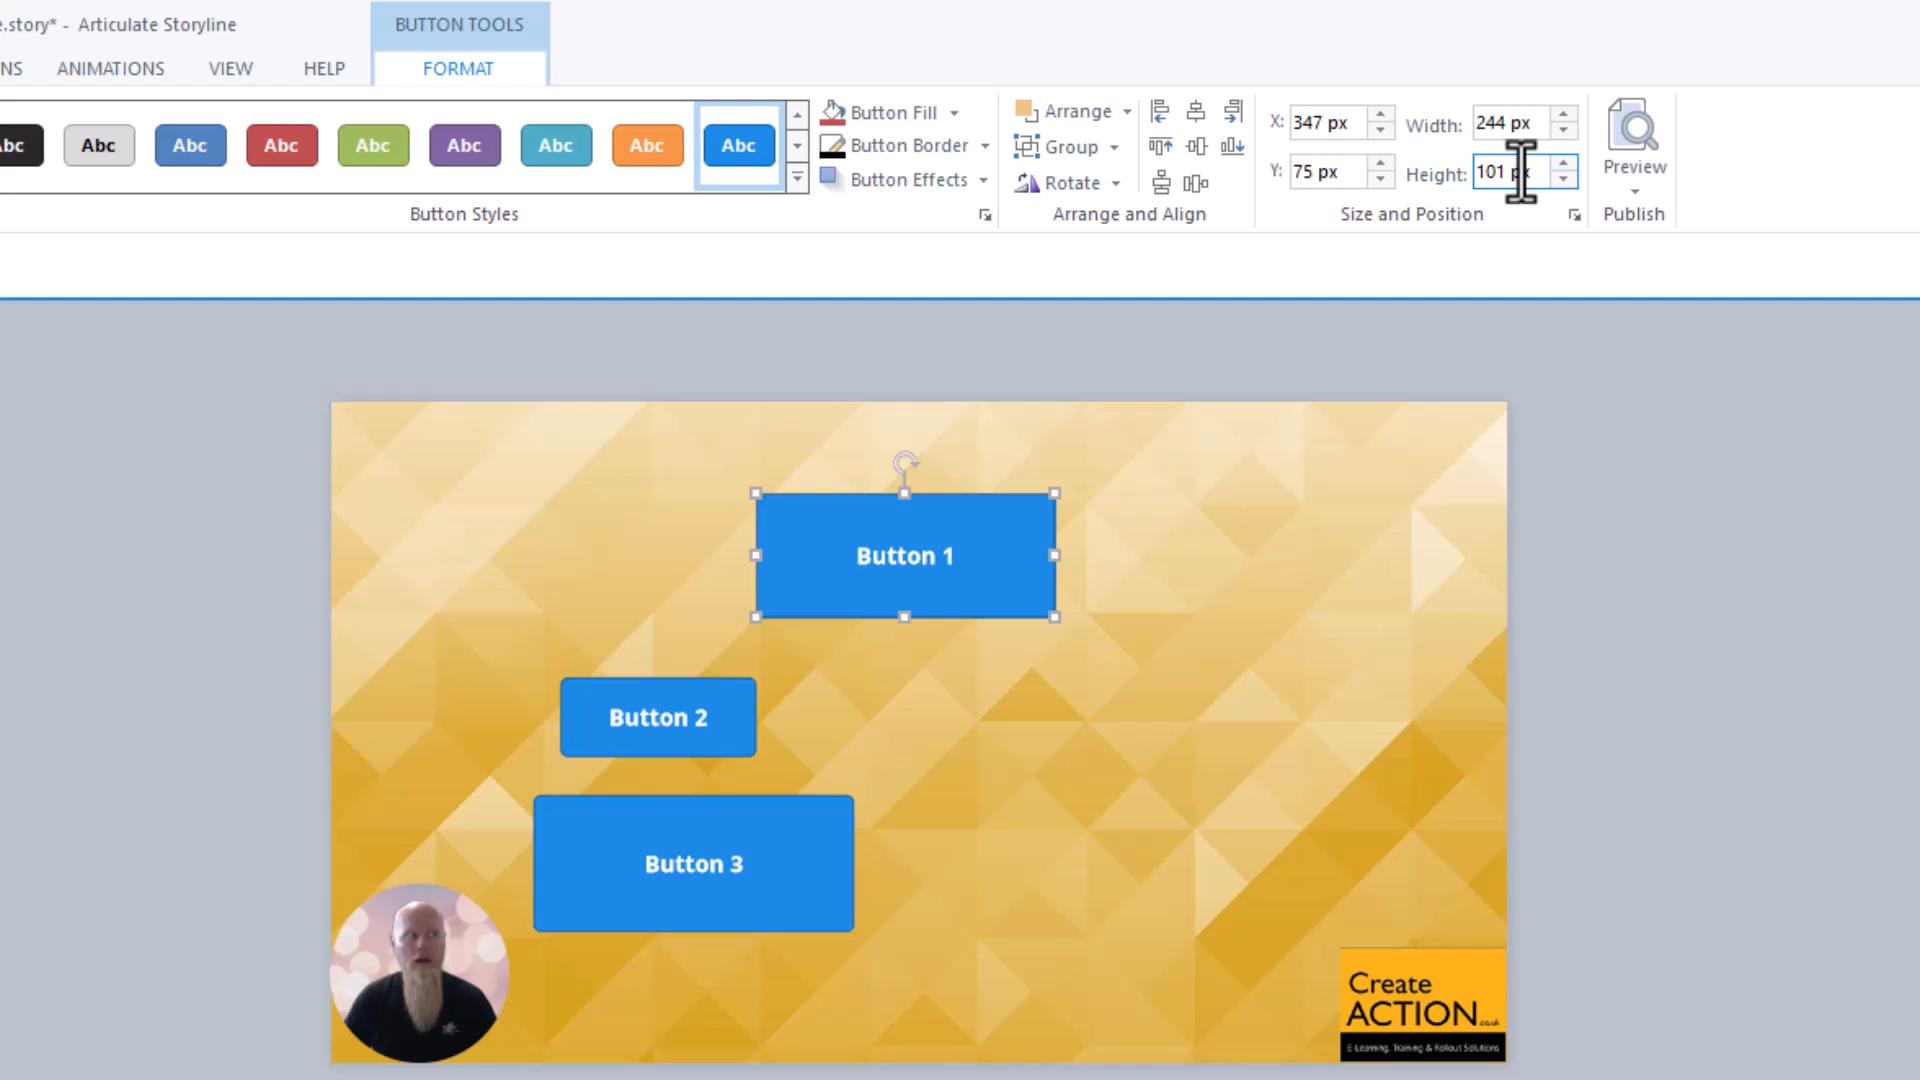 e.story* - Articulate Storyline
BUTTON TOOLS
NS ANIMATIONS VIEW HELP FORMAT
Abc Abc Abc Abc Abc Abc Abc Abc Abc
Button Fill
Button Border
Button Effects
Button Styles
Arrange
Group
Rotate
Arrange and Align
X: 347 px
Width: 244 px
Y: 75 px
Height: 101 px
Size and Position
Preview
Publish
Button 1
Button 2
Button 3
Create
ACTION.co.uk
E-Learning, Training & Rollout Solutions